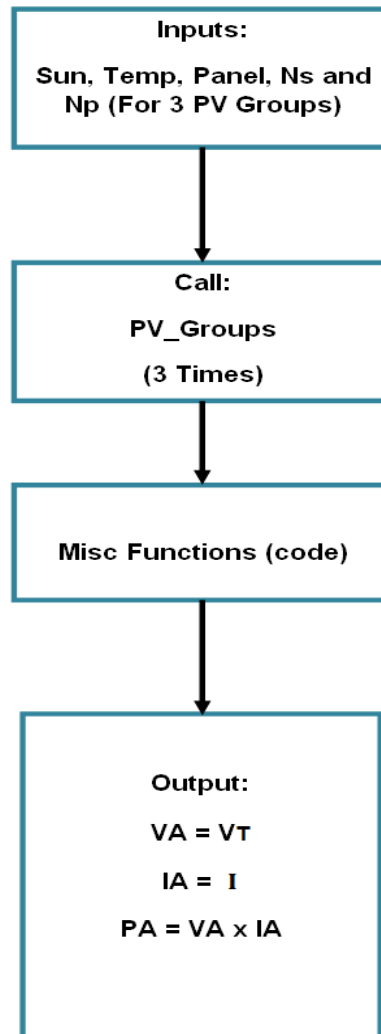 Inputs:
Sun, Temp, Panel, Ns and
Np (For 3 PV Groups)
Call:
PV_Groups
(3 Times)
Misc Functions (code)
Output:
VA = VT
IA = I
PA = VA x IA